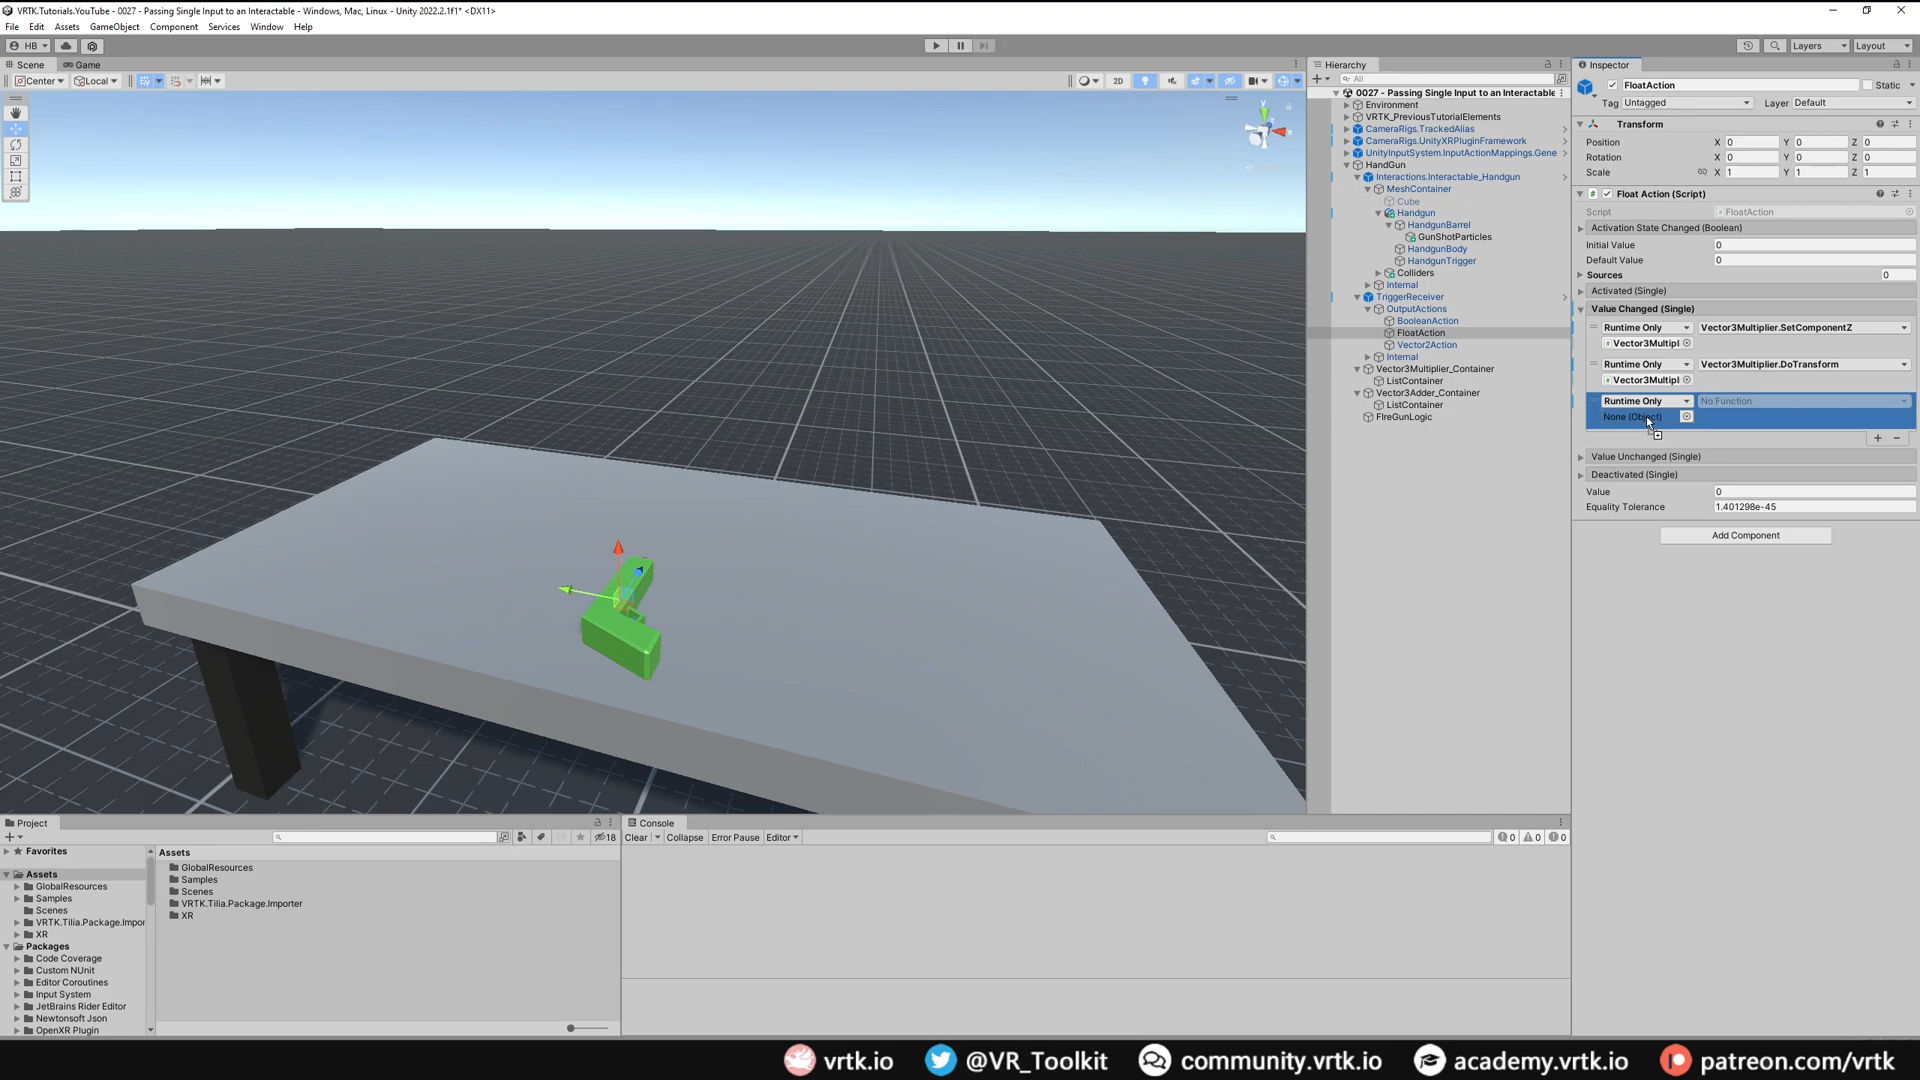 VRTK.Tutorials.YouTube - 0027 - Passing Single Input to an Interactable - Windows, Mac, Linux - Unity 2022.2.1f1* <DX11>
File Edit Assets GameObject Component Services Window Help
HB Layers Layout
Scene Game
Center Local 2D
Hierarchy
All
0027 - Passing Single Input to an Interactable
Environment
VRTK_PreviousTutorialElements
CameraRigs.TrackedAlias
CameraRigs.UnityXRPluginFramework
UnityInputSystem.InputActionMappings.Gene
HandGun
Interactions.Interactable_Handgun
MeshContainer
Cube
Handgun
HandgunBarrel
GunShotParticles
HandgunBody
HandgunTrigger
Colliders
Internal
TriggerReceiver
OutputActions
BooleanAction
FloatAction
Vector2Action
Internal
Vector3Multiplier_Container
ListContainer
Vector3Adder_Container
ListContainer
FireGunLogic
Inspector
FloatAction Static
Tag Untagged Layer Default
Transform
Position X 0 Y 0 Z 0
Rotation X 0 Y 0 Z 0
Scale X 1 Y 1 Z 1
Float Action (Script)
Script FloatAction
Activation State Changed (Boolean)
Initial Value 0
Default Value 0
Sources 0
Activated (Single)
Value Changed (Single)
Runtime Only Vector3Multiplier.SetComponentZ
Vector3Multipl
Runtime Only Vector3Multiplier.DoTransform
Vector3Multipl
Runtime Only No Function
None (Object)
Value Unchanged (Single)
Deactivated (Single)
Value 0
Equality Tolerance 1.401298e-45
Add Component
Project
18
Favorites
Assets
GlobalResources
Samples
Scenes
VRTK.Tilia.Package.Impor
XR
Packages
Code Coverage
Custom NUnit
Editor Coroutines
Input System
JetBrains Rider Editor
Newtonsoft Json
OpenXR Plugin
Assets
GlobalResources
Samples
Scenes
VRTK.Tilia.Package.Importer
XR
Console
Clear Collapse Error Pause Editor 0 0 0
vrtk.io @VR_Toolkit community.vrtk.io academy.vrtk.io patreon.com/vrtk